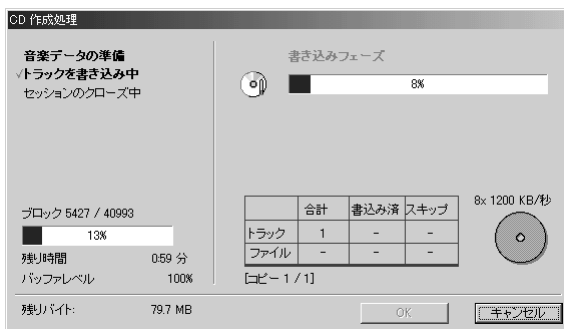 CD 作成処理
音楽データの準備
√トラックを書き込み中
セッションのクローズ中
書き込みフェーズ
8%
ブロック 5427 / 40993
13%
残り時間 0:59 分
バッファレベル 100%
残りバイト: 79.7 MB
合計 書込み済 スキップ
トラック 1 - -
ファイル - - -
[コピー 1 / 1]
8x 1200 KB/秒
OK
キャンセル